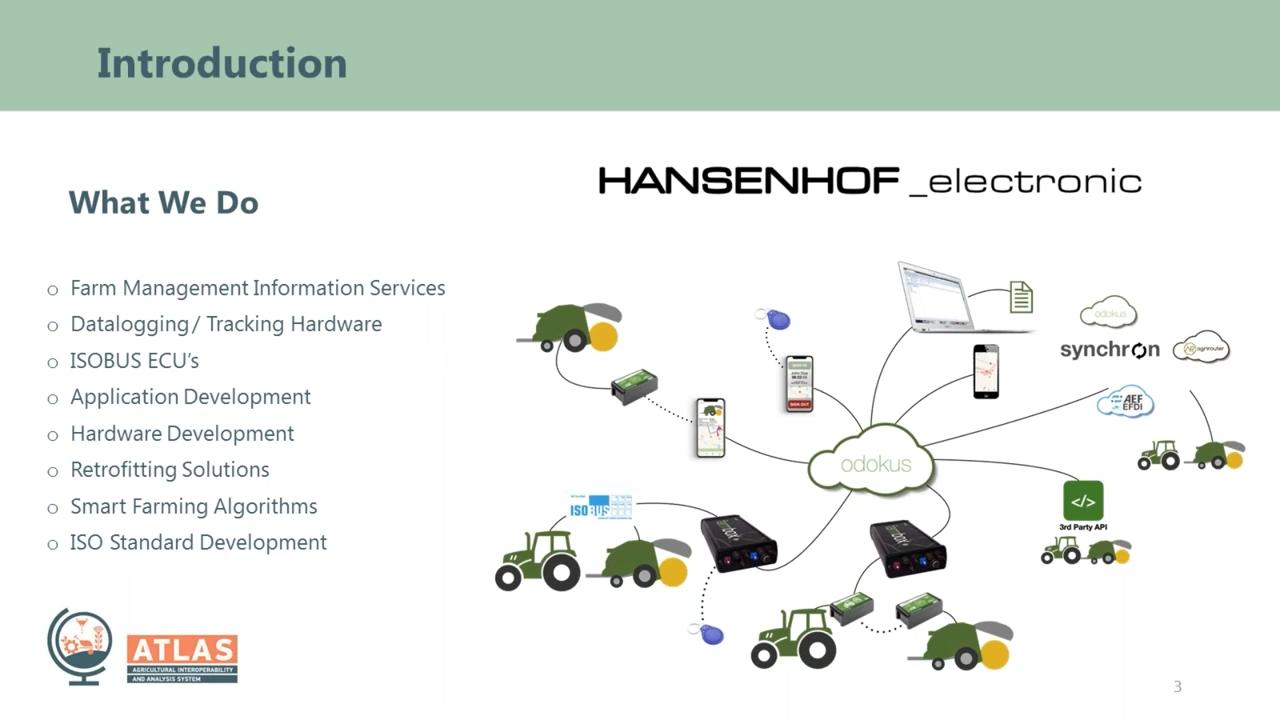 Introduction
HANSENHOF _electronic
What We Do
o Farm Management Information Services
o Datalogging / Tracking Hardware
o ISOBUS ECU's
o Application Development
o Hardware Development
o Retrofitting Solutions
o Smart Farming Algorithms
o ISO Standard Development
odokus
synchron
agrirouter
AEF
EFDI
SIGN OUT
odokus
ISOBUS
</>
3rd Party API
ATLAS
AGRICULTURAL INTEROPERABILITY
AND ANALYSIS SYSTEM
3